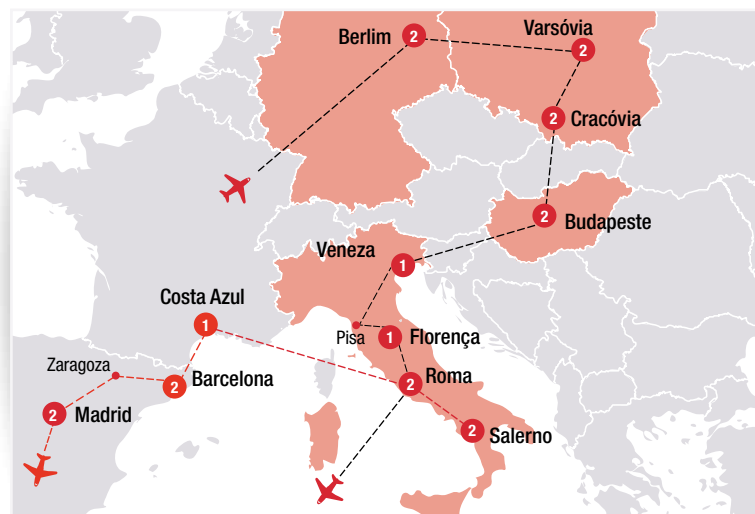 Berlim
2
Varsóvia
2
2
Cracóvia
2
Budapeste
Veneza
1
Costa Azul
1
Pisa
1
Florença
Zaragoza
2
Barcelona
2
Roma
2
Madrid
2
Salerno